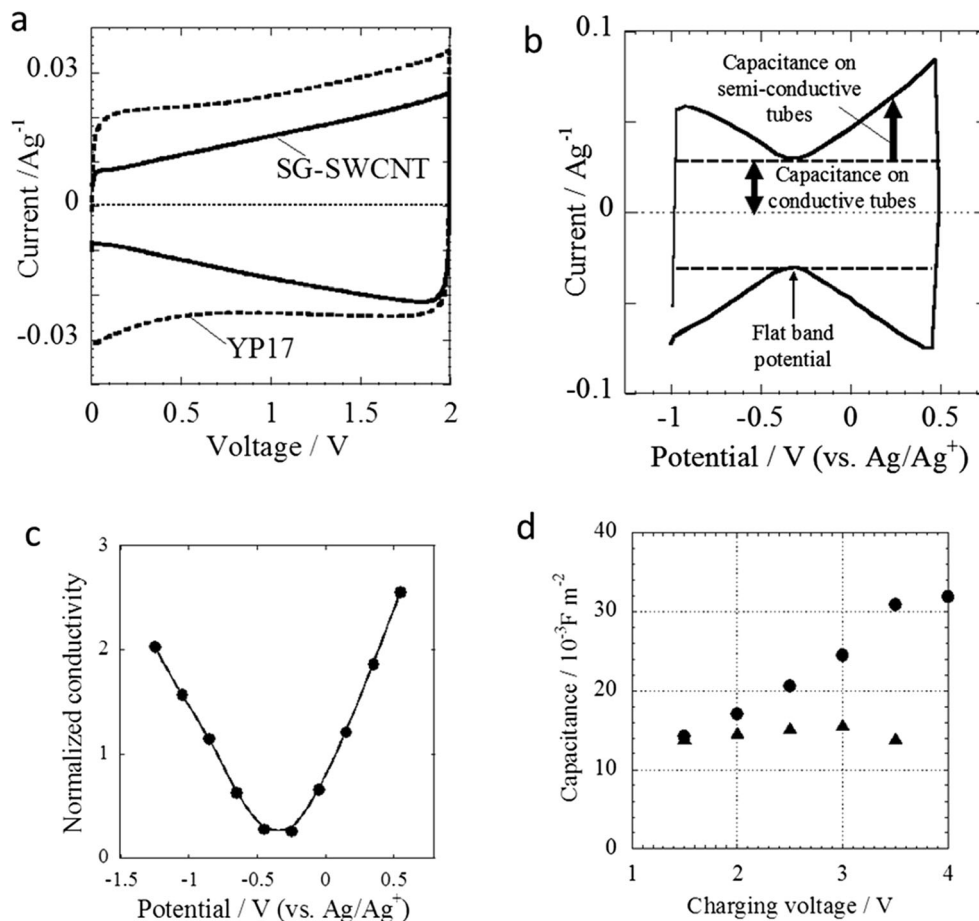 a
Current /Ag⁻¹
0.03
0
-0.03
SG-SWCNT
YP17
0
0.5
1
1.5
2
Voltage / V
b
Current / Ag⁻¹
0.1
0
-0.1
Capacitance on
semi-conductive
tubes
Capacitance on
conductive tubes
Flat band
potential
-1
-0.5
0
0.5
Potential / V (vs. Ag/Ag⁺)
c
Normalized conductivity
3
2
1
0
-1.5
-1
-0.5
0
0.5
Potential / V (vs. Ag/Ag⁺)
d
Capacitance / 10⁻³F m⁻²
40
30
20
10
0
1
2
3
4
Charging voltage / V